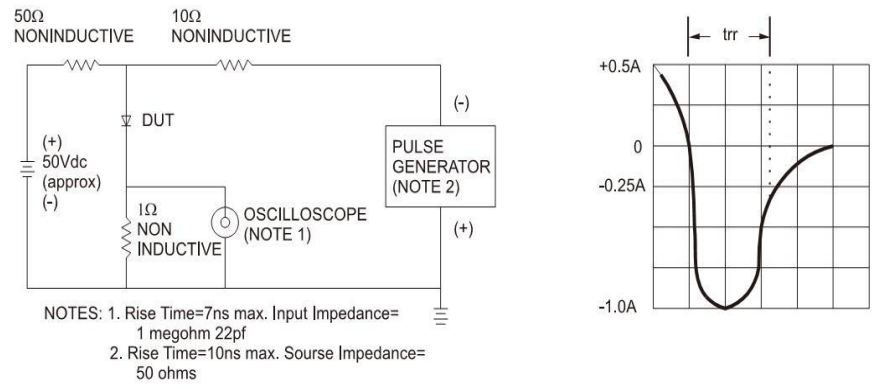 50Ω
NONINDUCTIVE
10Ω
NONINDUCTIVE
DUT
(+)
50Vdc
(approx)
(-)
1Ω
NON
INDUCTIVE
OSCILLOSCOPE
(NOTE 1)
(-)
PULSE
GENERATOR
(NOTE 2)
(+)
NOTES: 1. Rise Time=7ns max. Input Impedance=
1 megohm 22pf
2. Rise Time=10ns max. Sourse Impedance=
50 ohms
trr
+0.5A
0
-0.25A
-1.0A